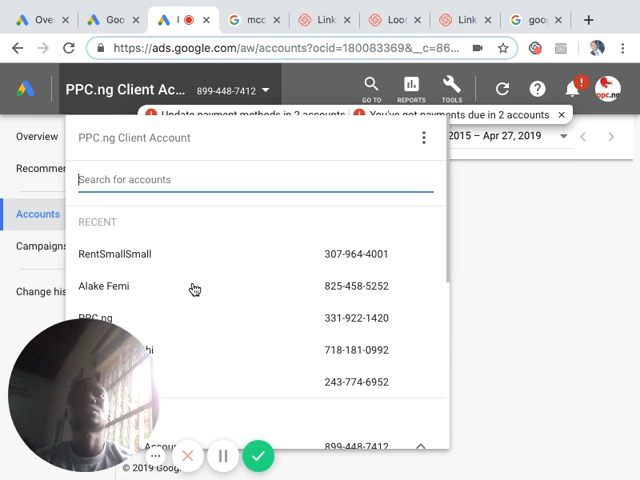 Ove
Goo
I
mcc
Link
Loo
Link
goo
https://ads.google.com/aw/accounts?ocid=180083369&__c=86...
PPC.ng Client Ac... 899-448-7412
GO TO
REPORTS
TOOLS
!
ppc.ng
Update payment methods in 2 accounts
You've got payments due in 2 accounts
2015 – Apr 27, 2019
Overview
Recommen
Accounts
Campaigns
Change his
PPC.ng Client Account
Search for accounts
RECENT
RentSmallSmall 307-964-4001
Alake Femi 825-458-5252
PPC.ng 331-922-1420
hi 718-181-0992
243-774-6952
Accou 899-448-7412
© 2019 Google